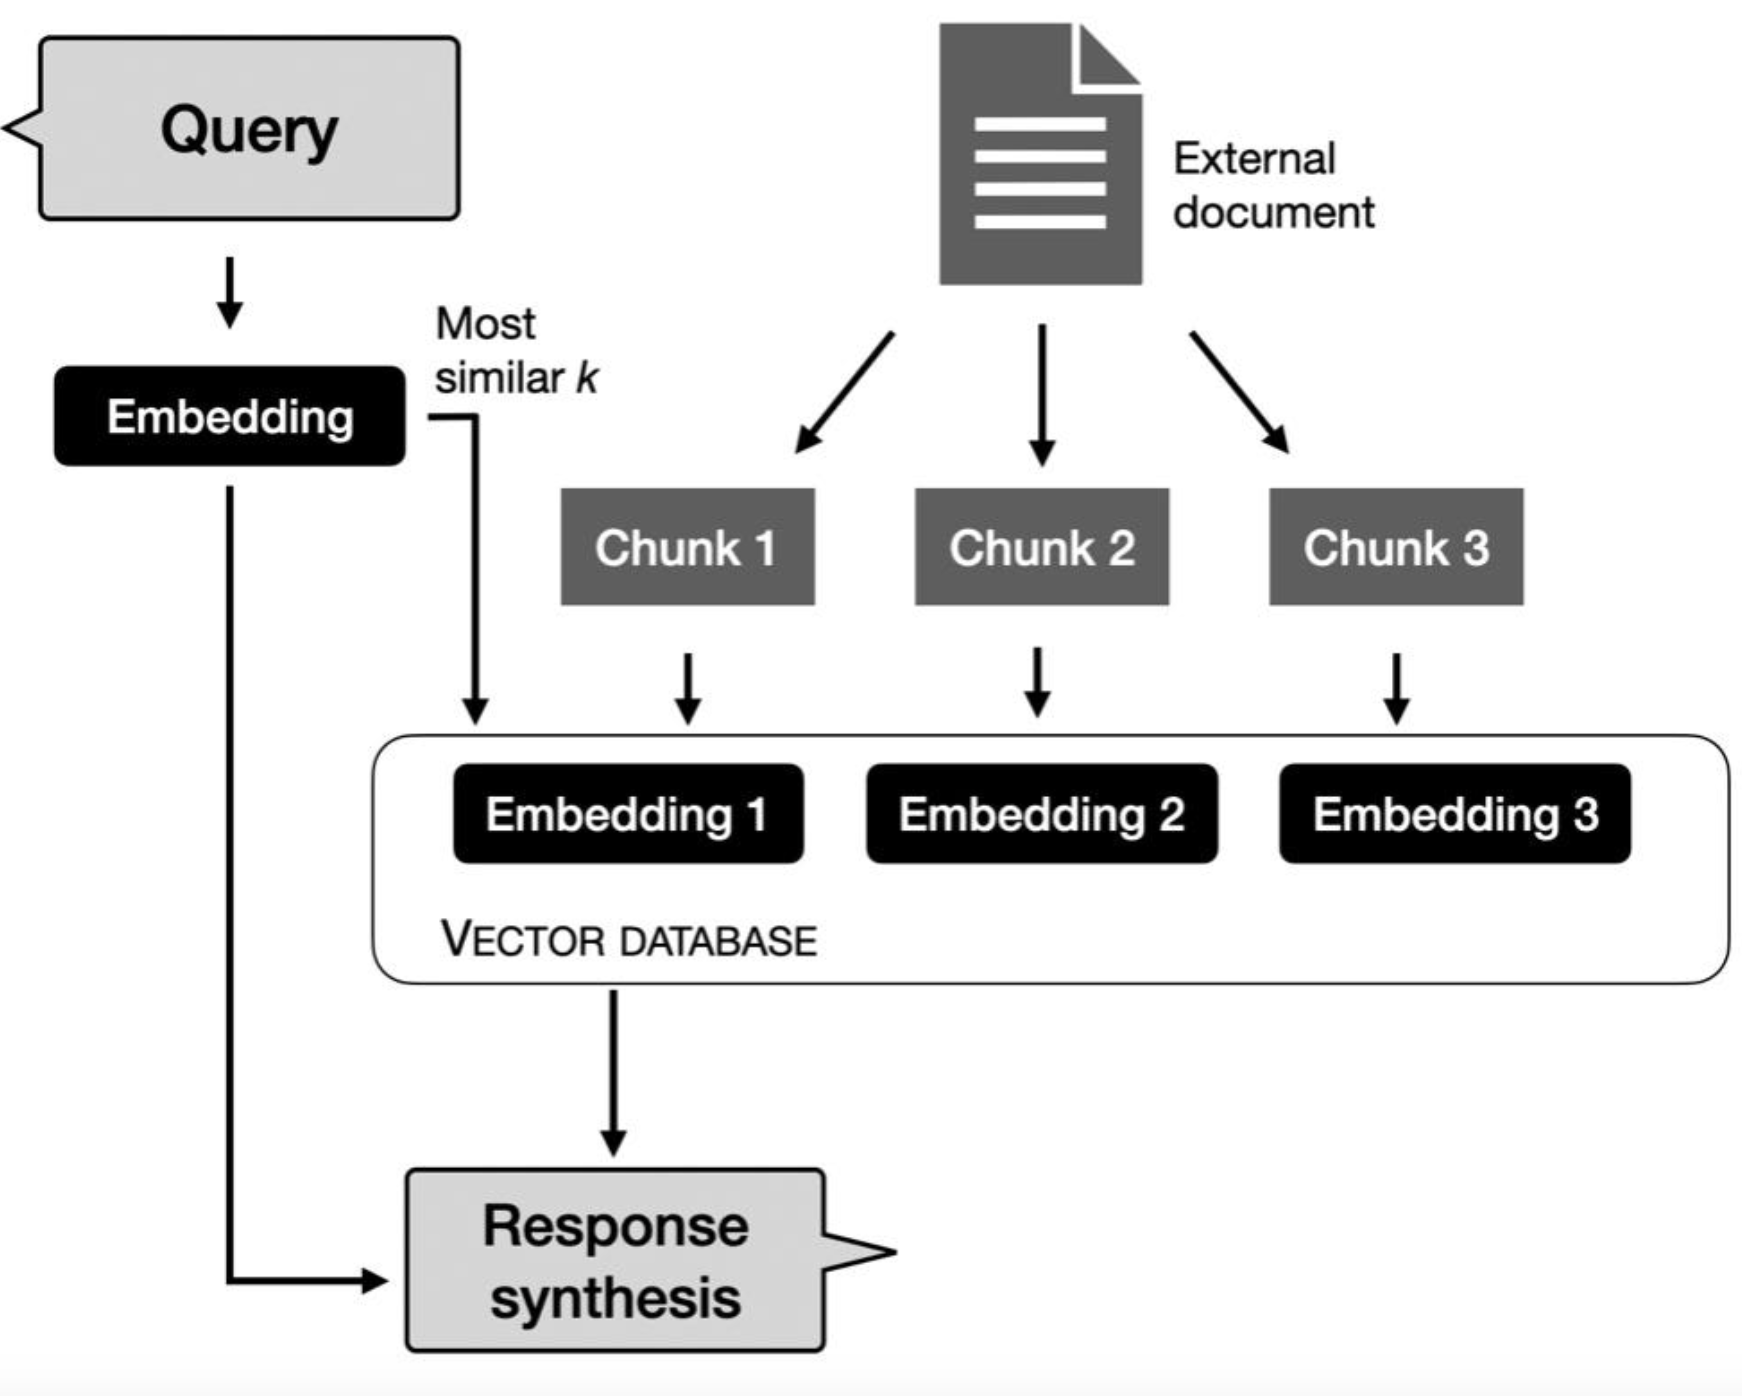 Query
External
document
Most
similar k
Embedding
Chunk 1
Chunk 2
Chunk 3
Embedding 1
Embedding 2
Embedding 3
VECTOR DATABASE
Response
synthesis